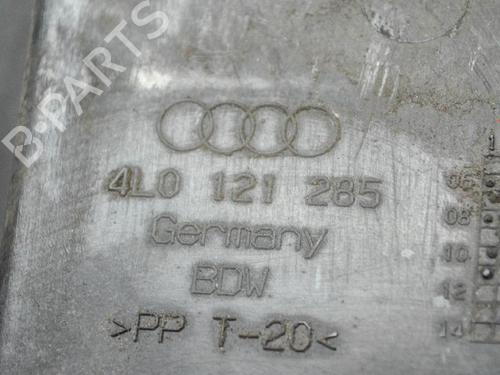 B-PARTS
4L0 121 285
Germany
BDW
>PP T-20<
06
08
10
12
14